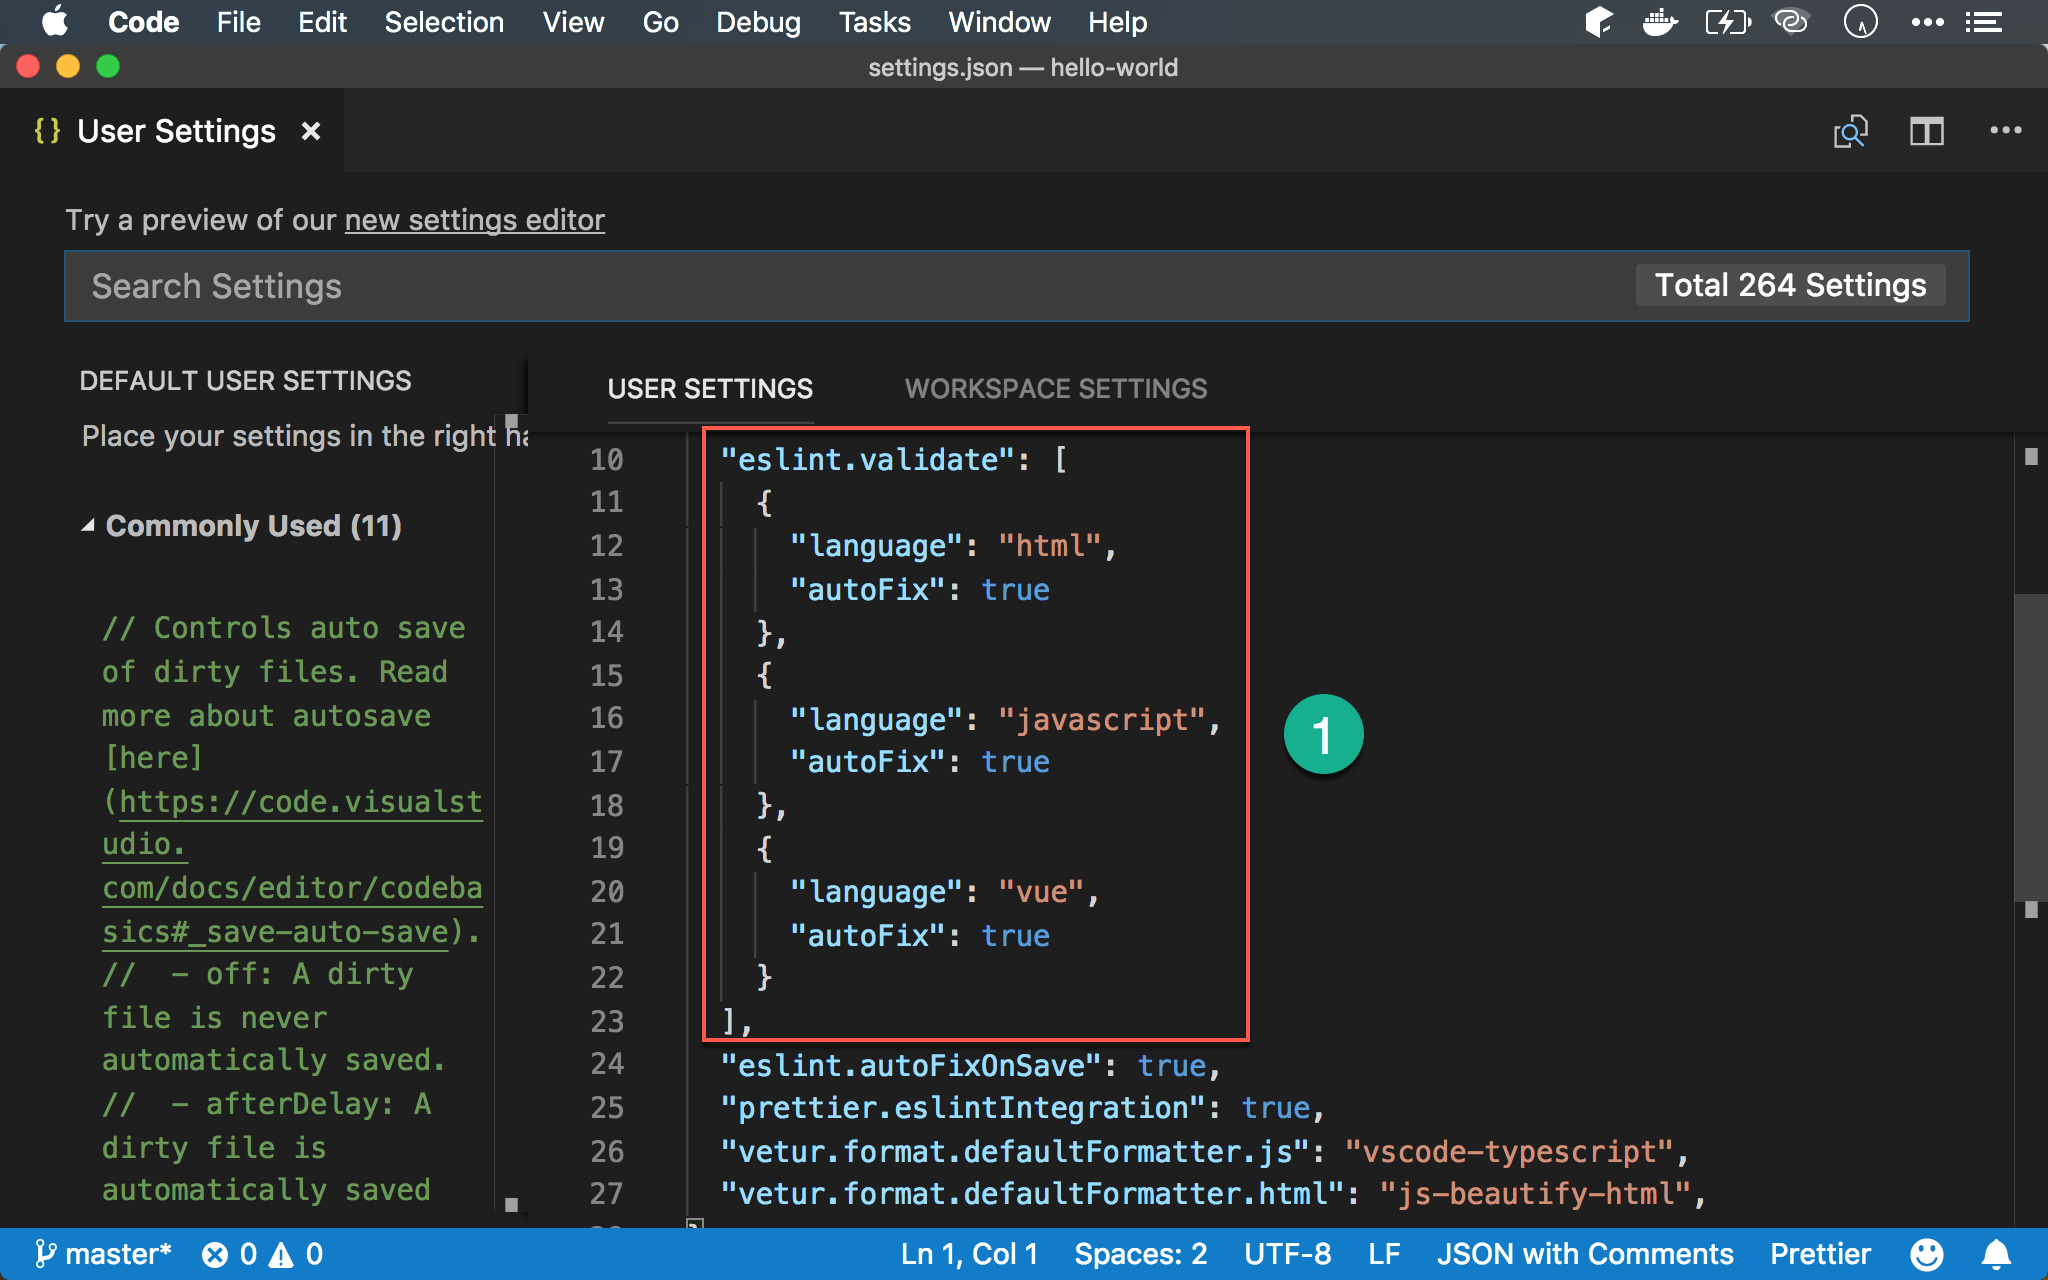 Code File Edit Selection View Go Debug Tasks Window Help
settings.json — hello-world
{} User Settings ×
Try a preview of our new settings editor
Search Settings
Total 264 Settings
DEFAULT USER SETTINGS
Place your settings in the right
Commonly Used (11)
// Controls auto save
of dirty files. Read
more about autosave
[here]
(https://code.visualst
udio.
com/docs/editor/codeba
sics#_save-auto-save).
//  - off: A dirty
file is never
automatically saved.
//  - afterDelay: A
dirty file is
automatically saved
USER SETTINGS WORKSPACE SETTINGS
10 "eslint.validate": [
11 {
12 "language": "html",
13 "autoFix": true
14 },
15 {
16 "language": "javascript",
17 "autoFix": true
18 },
19 {
20 "language": "vue",
21 "autoFix": true
22 }
23 ],
24 "eslint.autoFixOnSave": true,
25 "prettier.eslintIntegration": true,
26 "vetur.format.defaultFormatter.js": "vscode-typescript",
27 "vetur.format.defaultFormatter.html": "js-beautify-html",
1
master* 0 0 Ln 1, Col 1 Spaces: 2 UTF-8 LF JSON with Comments Prettier